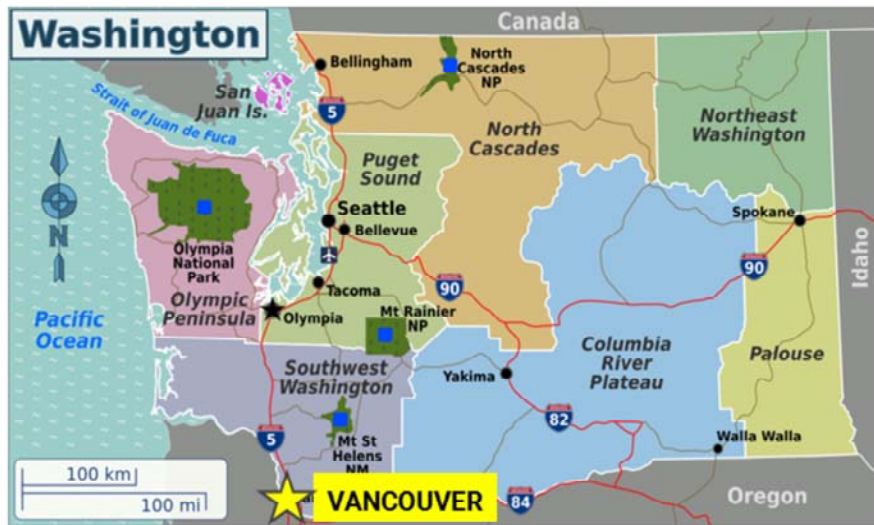 Washington
Canada
Bellingham
North
Cascades
NP
San
Juan Is.
Strait of Juan de Fuca
5
North
Cascades
Northeast
Washington
Puget
Sound
Seattle
Bellevue
Spokane
N
Olympia
National
Park
90
90
Idaho
Tacoma
Olympic
Peninsula
Olympia
Mt Rainier
NP
Pacific
Ocean
Columbia
River
Plateau
Palouse
Southwest
Washington
Yakima
5
Mt St
Helens
NM
82
Walla Walla
100 km
100 mi
VANCOUVER
84
Oregon